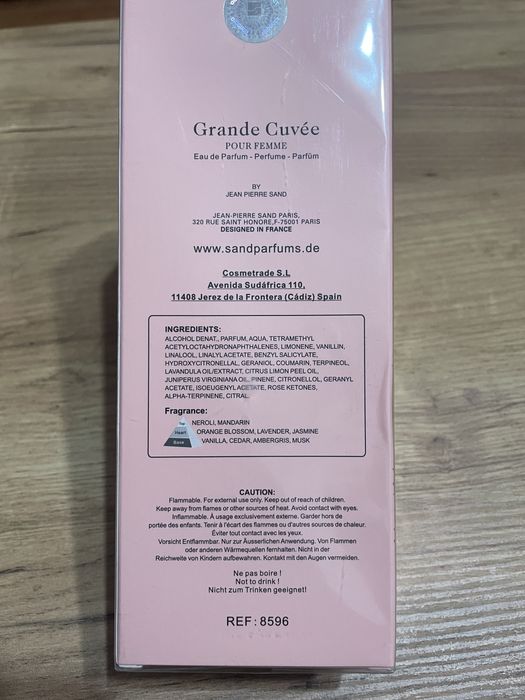 Grande Cuvée
POUR FEMME
Eau de Parfum - Perfume - Parfüm
BY
JEAN PIERRE SAND
JEAN-PIERRE SAND PARIS,
320 RUE SAINT HONORE,F-75001 PARIS
DESIGNED IN FRANCE
www.sandparfums.de
Cosmetrade S.L
Avenida Sudáfrica 110,
11408 Jerez de la Frontera (Cádiz) Spain
INGREDIENTS:
ALCOHOL DENAT., PARFUM, AQUA, TETRAMETHYL
ACETYLOCTAHYDRONAPHTHALENES, LIMONENE, VANILLIN,
LINALOOL, LINALYL ACETATE, BENZYL SALICYLATE,
HYDROXYCITRONELLAL, GERANIOL, COUMARIN, TERPINEOL,
LAVANDULA OIL/EXTRACT, CITRUS LIMON PEEL OIL,
JUNIPERUS VIRGINIANA OIL, PINENE, CITRONELLOL, GERANYL
ACETATE, ISOEUGENYL ACETATE, ROSE KETONES,
ALPHA-TERPINENE, CITRAL.
Fragrance:
Top NEROLI, MANDARIN
Heart ORANGE BLOSSOM, LAVENDER, JASMINE
Base VANILLA, CEDAR, AMBERGRIS, MUSK
CAUTION:
Flammable. For external use only. Keep out of reach of children.
Keep away from flames or other sources of heat. Avoid contact with eyes.
Inflammable. À usage exclusivement externe. Garder hors de
portée des enfants. Tenir à l'écart des flammes ou d'autres sources de chaleur.
Éviter tout contact avec les yeux.
Vorsicht Entflammbar. Nur zur Äusserlichen Anwendung. Von Flammen
oder anderen Wärmequellen fernhalten. Nicht in der
Reichweite von Kindern aufbewahren. Kontakt mit den Augen vermeiden.
Ne pas boire !
Not to drink !
Nicht zum Trinken geeignet!
REF: 8596